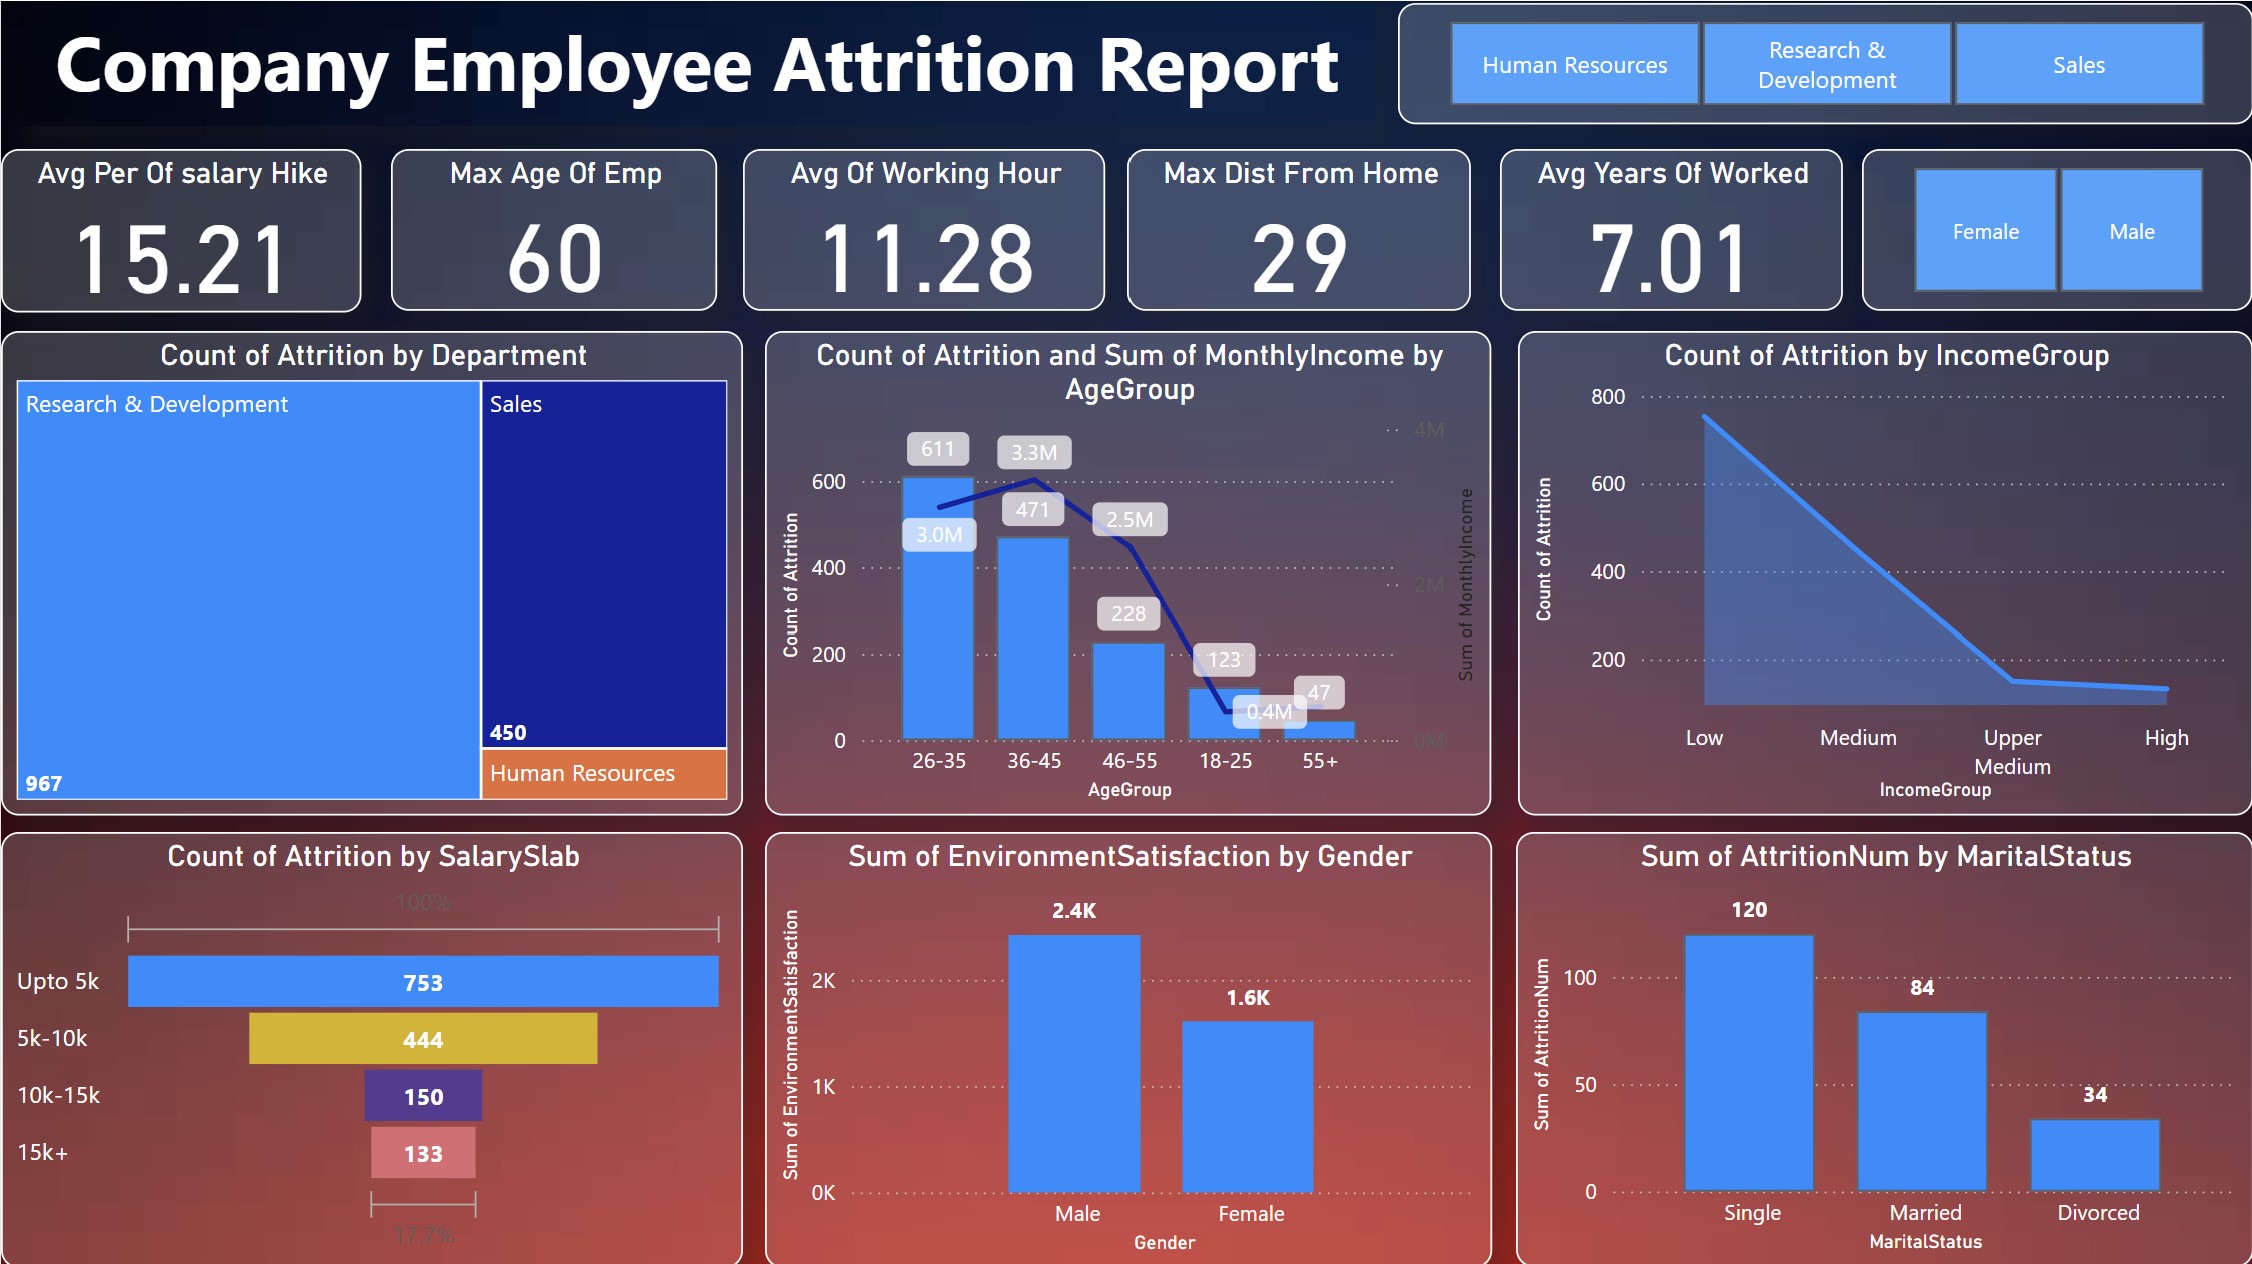 Company Employee Attrition Report
Human Resources
Research &
Development
Sales
Avg Per Of salary Hike
15.21
Max Age Of Emp
60
Avg Of Working Hour
11.28
Max Dist From Home
29
Avg Years Of Worked
7.01
Female
Male
Count of Attrition by Department
Research & Development
967
Sales
450
Human Resources
Count of Attrition and Sum of MonthlyIncome by
AgeGroup
Count of Attrition
600
400
200
0
611
3.0M
3.3M
471
2.5M
228
123
0.4M
47
4M
2M
0M
Sum of MonthlyIncome
26-35
36-45
46-55
18-25
55+
AgeGroup
Count of Attrition by IncomeGroup
Count of Attrition
800
600
400
200
Low
Medium
Upper
Medium
High
IncomeGroup
Count of Attrition by SalarySlab
100%
Upto 5k
753
5k-10k
444
10k-15k
150
15k+
133
17.7%
Sum of EnvironmentSatisfaction by Gender
Sum of EnvironmentSatisfaction
2K
1K
0K
2.4K
1.6K
Male
Female
Gender
Sum of AttritionNum by MaritalStatus
Sum of AttritionNum
100
50
0
120
84
34
Single
Married
Divorced
MaritalStatus